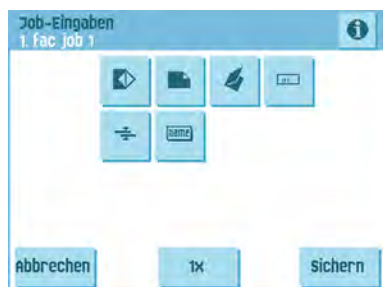 Job-Eingaben
1. Fac job 1
name
Abbrechen
1x
Sichern